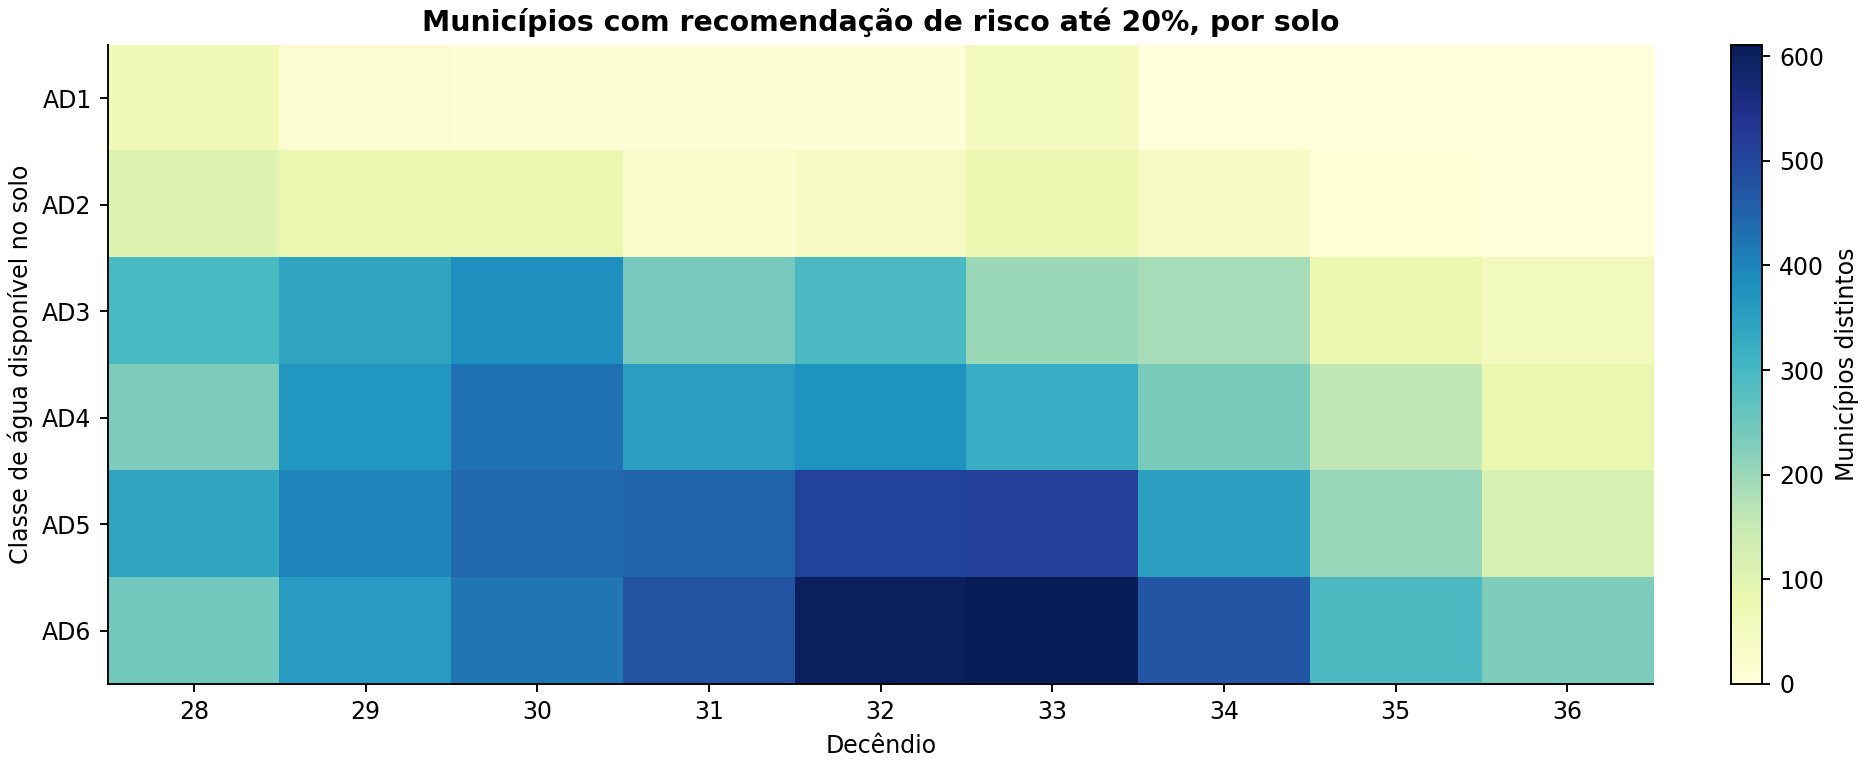 Municípios com recomendação de risco até 20%, por solo
Classe de água disponível no solo
AD1
AD2
AD3
AD4
AD5
AD6
28 29 30 31 32 33 34 35 36
Decêndio
600
500
400
300
200
100
0
Municípios distintos